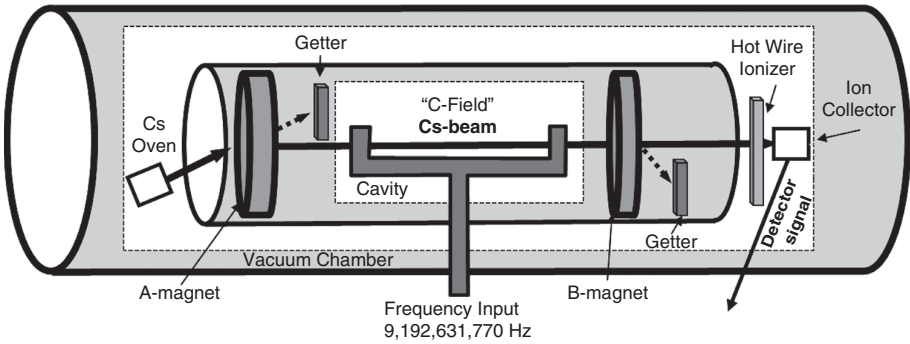 Getter
Hot Wire
Ionizer
Ion
Collector
Cs
Oven
“C-Field”
Cs-beam
Cavity
Getter
Detector
signal
Vacuum Chamber
A-magnet
B-magnet
Frequency Input
9,192,631,770 Hz